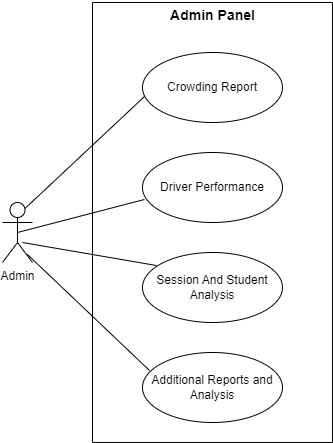 Admin Panel
Crowding Report
Driver Performance
Admin
Session And Student
Analysis
Additional Reports and
Analysis